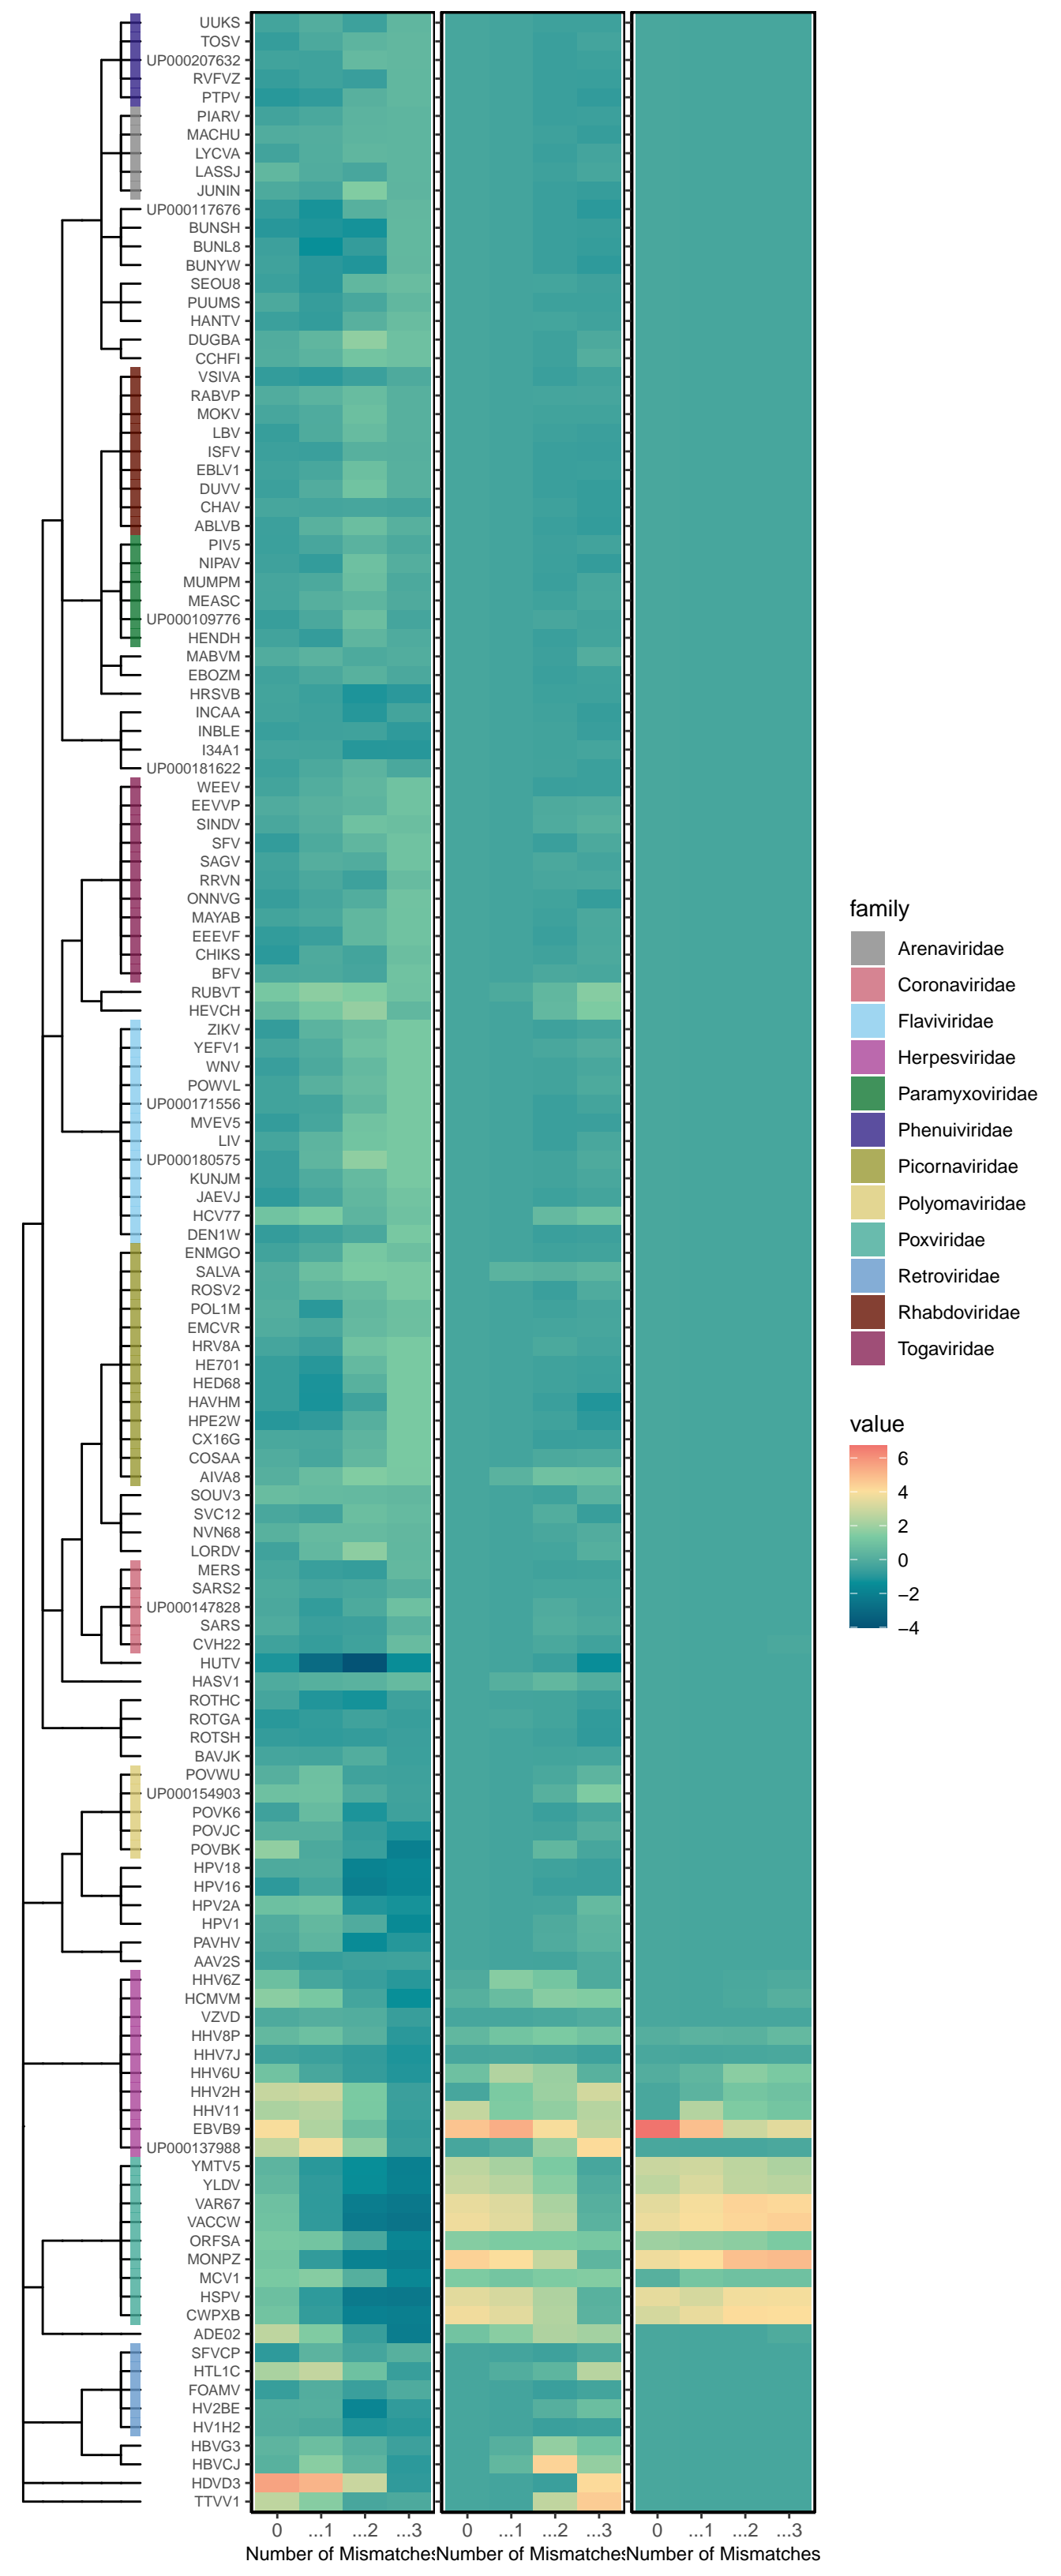 UUKS
TOSV
UP000207632
RVFVZ
PTPV
PIARV
MACHU
LYCVA
LASSJ
JUNIN
UP000117676
BUNSH
BUNL8
BUNYW
SEOU8
PUUMS
HANTV
DUGBA
CCHFI
VSIVA
RABVP
MOKV
LBV
ISFV
EBLV1
DUVV
CHAV
ABLVB
PIV5
NIPAV
MUMPM
MEASC
UP000109776
HENDH
MABVM
EBOZM
HRSVB
INCAA
INBLE
I34A1
UP000181622
WEEV
EEVVP
SINDV
SFV
SAGV
RRVN
ONNVG
MAYAB
EEEVF
CHIKS
BFV
RUBVT
HEVCH
ZIKV
YEFV1
WNV
POWVL
UP000171556
MVEV5
LIV
UP000180575
KUNJM
JAEVJ
HCV77
DEN1W
ENMGO
SALVA
ROSV2
POL1M
EMCVR
HRV8A
HE701
HED68
HAVHM
HPE2W
CX16G
COSAA
AIVA8
SOUV3
SVC12
NVN68
LORDV
MERS
SARS2
UP000147828
SARS
CVH22
HUTV
HASV1
ROTHC
ROTGA
ROTSH
BAVJK
POVWU
UP000154903
POVK6
POVJC
POVBK
HPV18
HPV16
HPV2A
HPV1
PAVHV
AAV2S
HHV6Z
HCMVM
VZVD
HHV8P
HHV7J
HHV6U
HHV2H
HHV11
EBVB9
UP000137988
YMTV5
YLDV
VAR67
VACCW
ORFSA
MONPZ
MCV1
HSPV
CWPXB
ADE02
SFVCP
HTL1C
FOAMV
HV2BE
HV1H2
HBVG3
HBVCJ
HDVD3
TTVV1
0 ...1 ...2 ...3 0 ...1 ...2 ...3 0 ...1 ...2 ...3
Number of Mismatches Number of Mismatches Number of Mismatches
family
Arenaviridae
Coronaviridae
Flaviviridae
Herpesviridae
Paramyxoviridae
Phenuiviridae
Picornaviridae
Polyomaviridae
Poxviridae
Retroviridae
Rhabdoviridae
Togaviridae
value
6
4
2
0
−2
−4